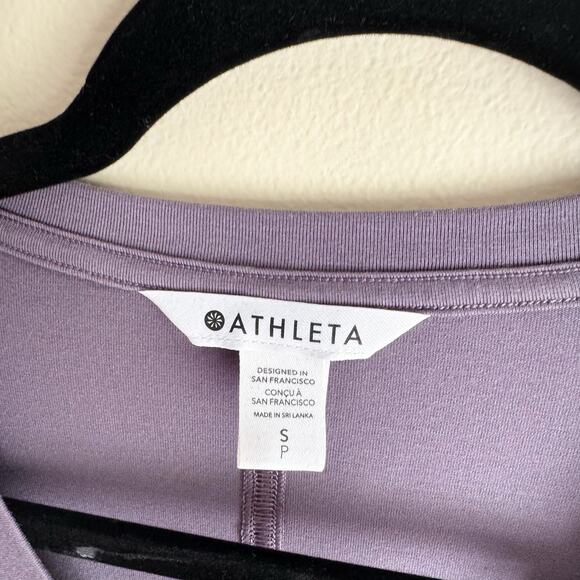 ATHLETA
DESIGNED IN
SAN FRANCISCO
CONÇU À
SAN FRANCISCO
MADE IN SRI LANKA
S
P